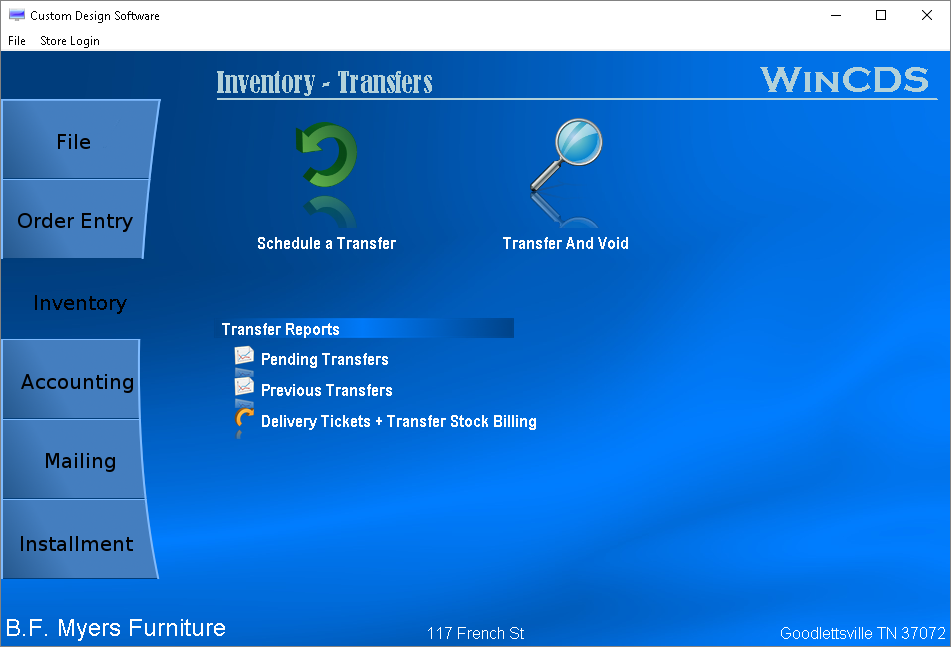 Custom Design Software
File Store Login
Inventory - Transfers
WinCDS
File
Order Entry
Inventory
Accounting
Mailing
Installment
Schedule a Transfer
Transfer And Void
Transfer Reports
Pending Transfers
Previous Transfers
Delivery Tickets + Transfer Stock Billing
B.F. Myers Furniture
117 French St
Goodlettsville TN 37072